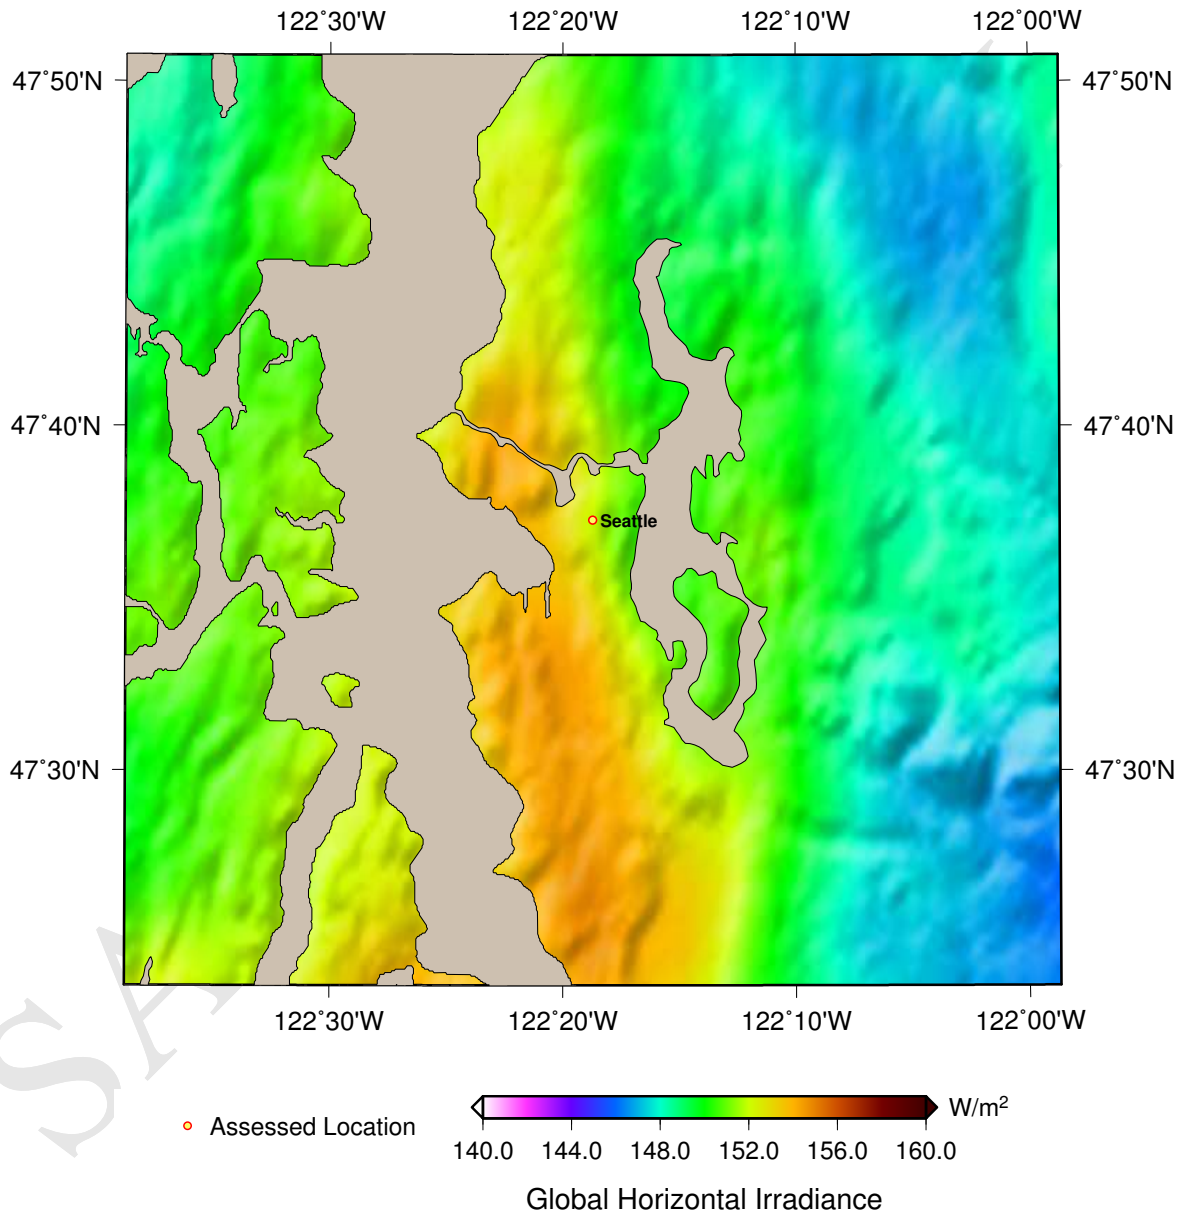 122˚30'W 122˚20'W 122˚10'W 122˚00'W
47˚50'N 47˚50'N
47˚40'N 47˚40'N
Seattle
47˚30'N 47˚30'N
122˚30'W 122˚20'W 122˚10'W 122˚00'W
SA
Assessed Location
W/m²
140.0 144.0 148.0 152.0 156.0 160.0
Global Horizontal Irradiance